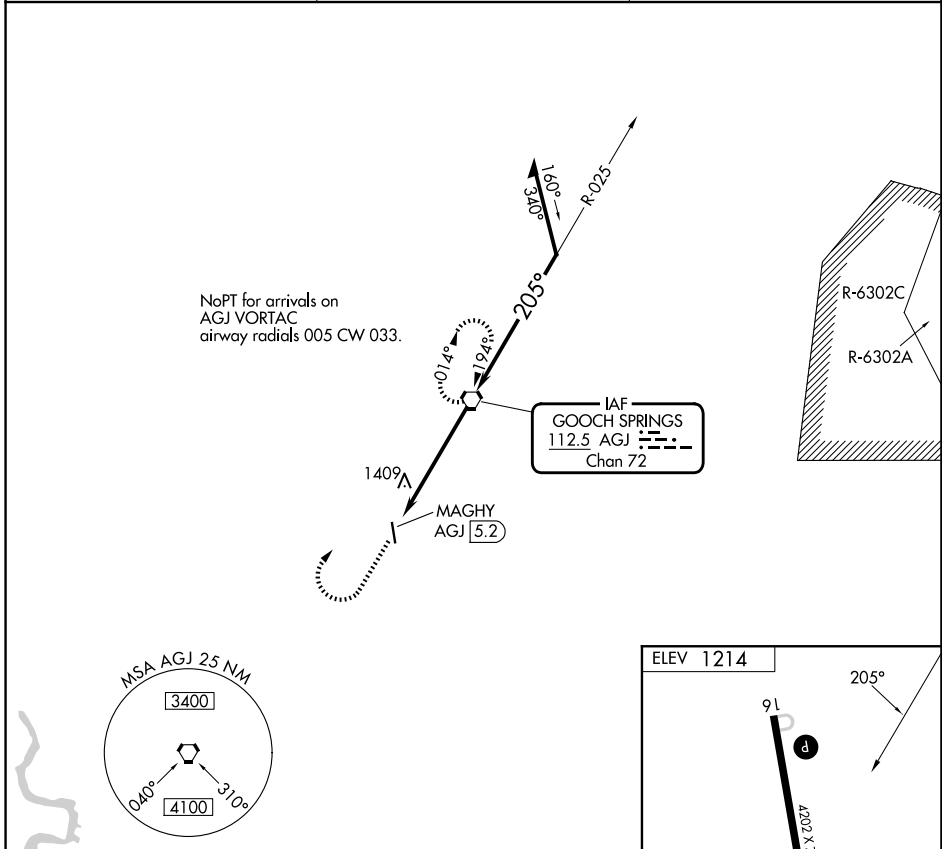 160°
340°
R-025
205°
NoPT for arrivals on
AGJ VORTAC
airway radials 005 CW 033.
014°
194°
R-6302C
R-6302A
IAF
GOOCH SPRINGS
112.5 AGJ
Chan 72
1409
MAGHY
AGJ 5.2
MSA AGJ 25 NM
3400
040°
310°
4100
ELEV 1214
205°
16
P
4202 X